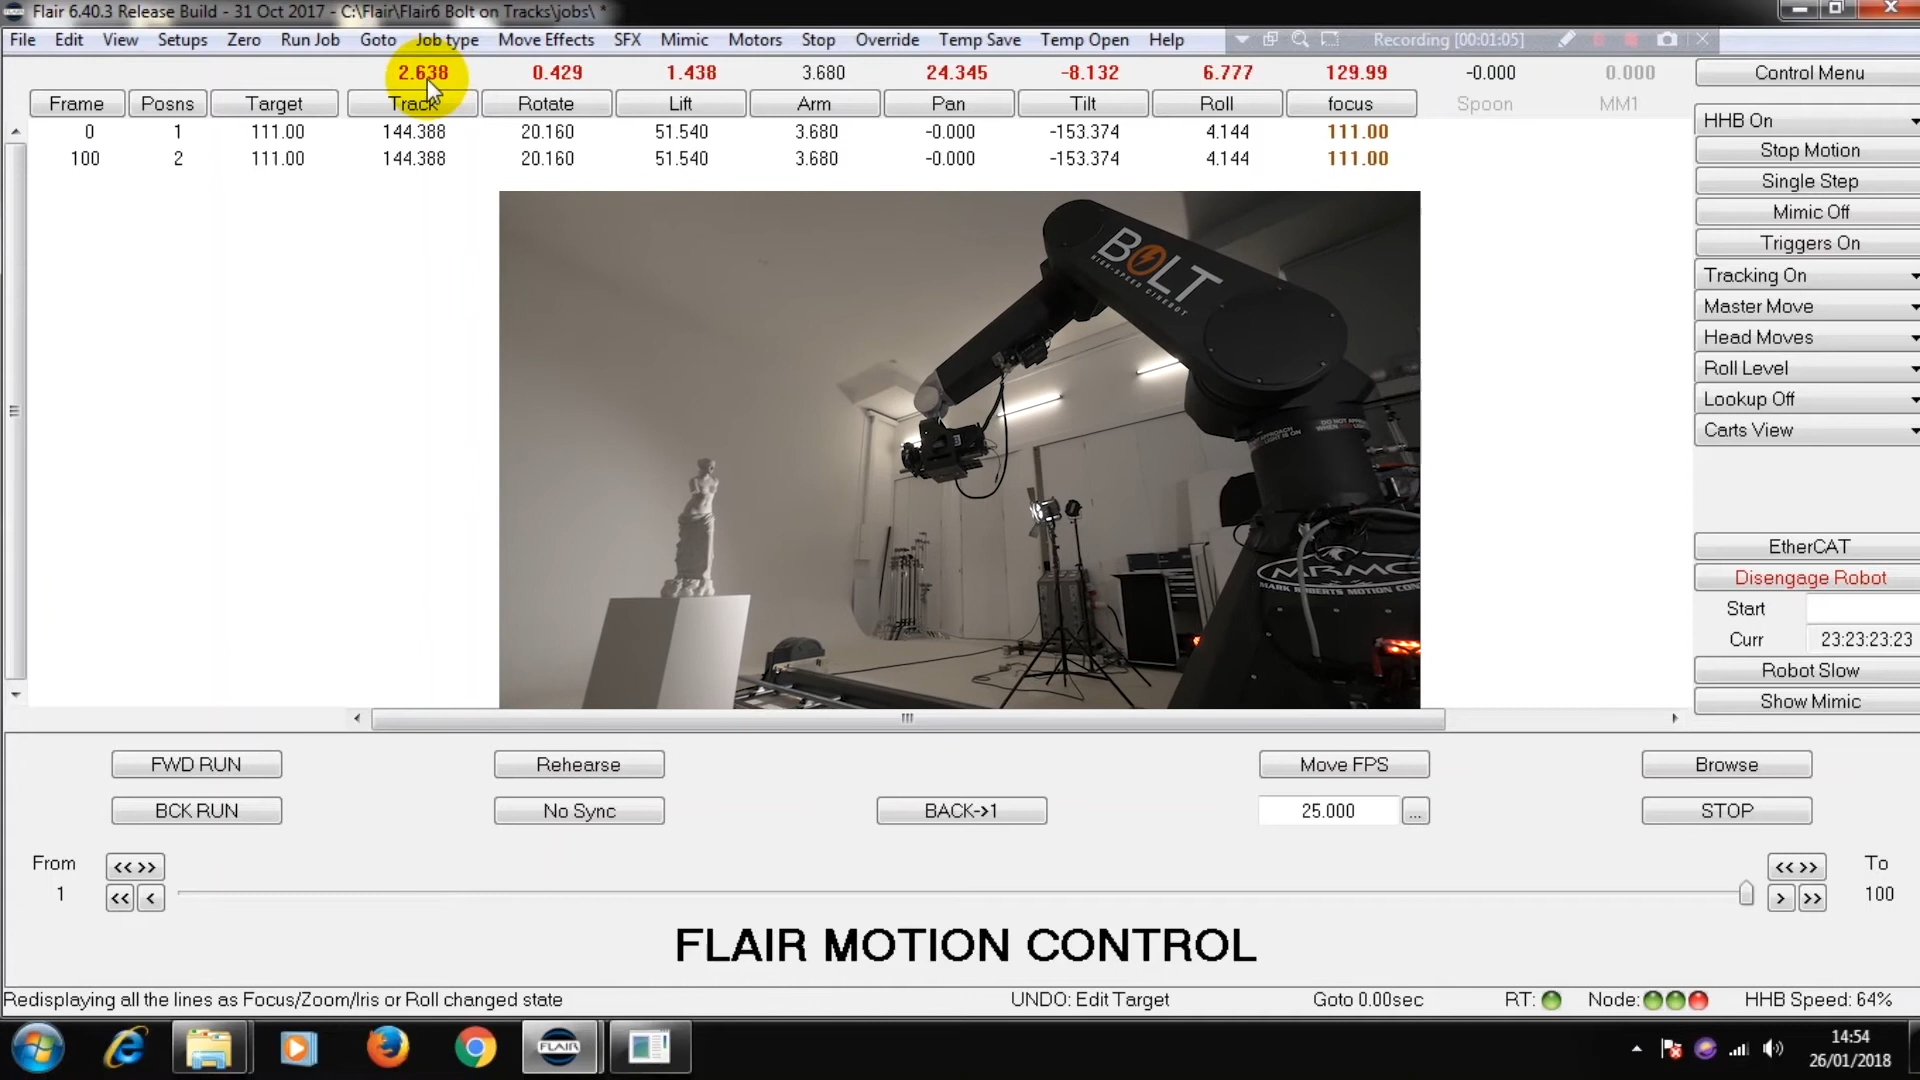 Flair 6.40.3 Release Build - 31 Oct 2017 - C:\Flair\Flair6 Bolt on Tracks\jobs\ *
File Edit View Setups Zero Run Job Goto Job type Move Effects SFX Mimic Motors Stop Override Temp Save Temp Open Help Recording [00:01:05]
2.638 0.429 1.438 3.680 24.345 -8.132 6.777 129.99 -0.000 0.000 Control Menu
Frame Posns Target Track Rotate Lift Arm Pan Tilt Roll focus Spoon MM1
0 1 111.00 144.388 20.160 51.540 3.680 -0.000 -153.374 4.144 111.00
100 2 111.00 144.388 20.160 51.540 3.680 -0.000 -153.374 4.144 111.00
HHB On
Stop Motion
Single Step
Mimic Off
Triggers On
Tracking On
Master Move
Head Moves
Roll Level
Lookup Off
Carts View
EtherCAT
Disengage Robot
Start
Curr 23:23:23:23
Robot Slow
Show Mimic
BOLT
HIGH-SPEED CINEBOT
MRMC
MARK ROBERTS MOTION CON
FWD RUN Rehearse Move FPS Browse
BCK RUN No Sync BACK->1 25.000 ... STOP
From << >> << >> To
1 << < > >> 100
FLAIR MOTION CONTROL
Redisplaying all the lines as Focus/Zoom/Iris or Roll changed state UNDO: Edit Target Goto 0.00sec RT: Node: HHB Speed: 64%
FLAIR
14:54
26/01/2018